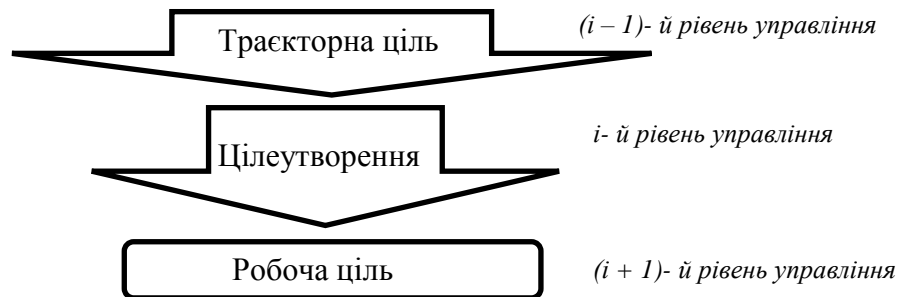 Траєкторна ціль
(i – 1)- й рівень управління
Цілеутворення
i- й рівень управління
Робоча ціль
(i + 1)- й рівень управління